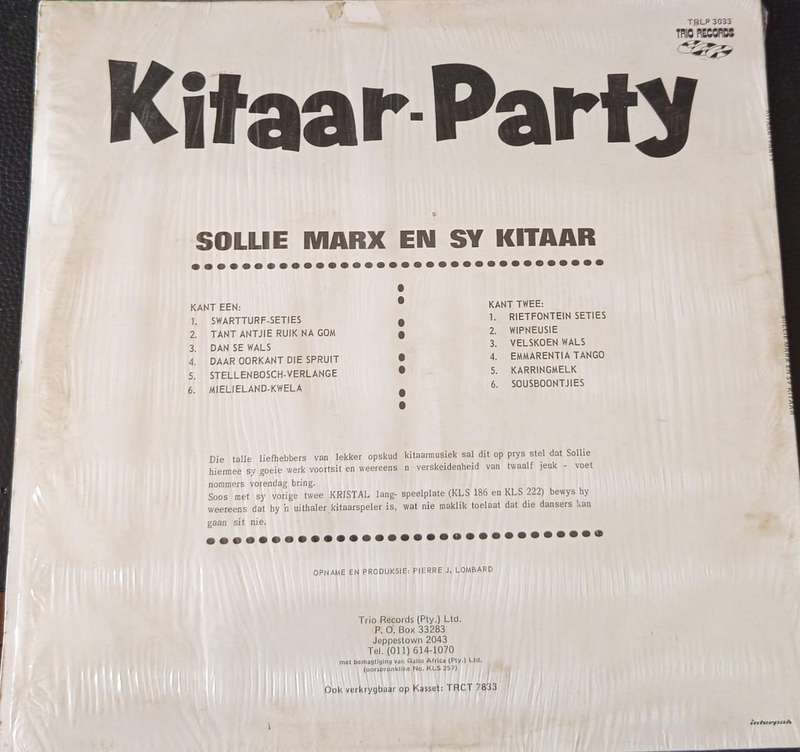 TRLP 3033
TRIO RECORDS
Kitaar-Party
SOLLIE MARX EN SY KITAAR
KANT EEN:
1. SWARTTURF-SETIES
2. TANT ANTJIE RUIK NA GOM
3. DAN SE WALS
4. DAAR OORKANT DIE SPRUIT
5. STELLENBOSCH-VERLANGE
6. MIELIELAND-KWELA
KANT TWEE:
1. RIETFONTEIN SETIES
2. WIPNEUSIE
3. VELSKOEN WALS
4. EMMARENTIA TANGO
5. KARRINGMELK
6. SOUSBOONTJIES
Die talle liefhebbers van lekker opskud kitaarmusiek sal dit op prys stel dat Sollie
hiermee sy goeie werk voortsit en weereens 'n verskeidenheid van twaalf jeuk - voet
nommers vorendag bring.
Soos met sy vorige twee KRISTAL lang- speelplate (KLS 186 en KLS 222) bewys hy
weereens dat hy 'n uithaler kitaarspeler is, wat nie maklik toelaat dat die dansers kan
gaan sit nie.
OPNAME EN PRODUKSIE: PIERRE J. LOMBARD
Trio Records (Pty.) Ltd.
P. O. Box 33283
Jeppestown 2043
Tel. (011) 614-1070
met bemagtiging van Gallo Africa (Pty.) Ltd.
(oorspronklike No. KLS 257)
Ook verkrygbaar op Kasset: TRCT 7833
interpak